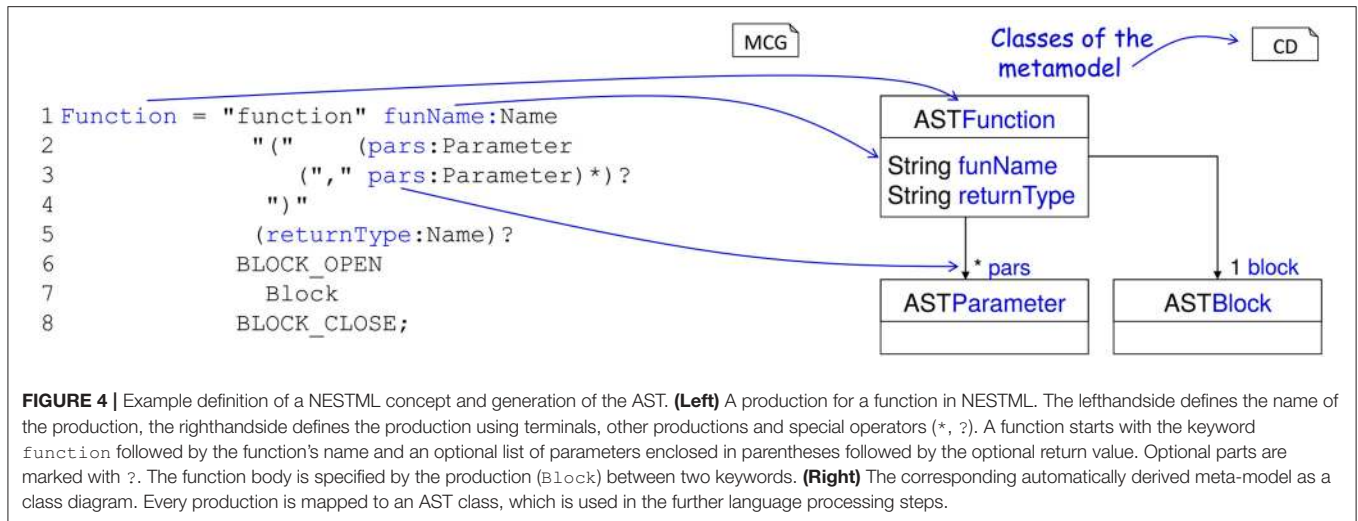 MCG
Classes of the
metamodel
CD
1 Function = "function" funName:Name
2 "(" (pars:Parameter
3 ("," pars:Parameter)*)?
4 ")"
5 (returnType:Name)?
6 BLOCK_OPEN
7 Block
8 BLOCK_CLOSE;
ASTFunction
String funName
String returnType
* pars
1 block
ASTParameter
ASTBlock
FIGURE 4 | Example definition of a NESTML concept and generation of the AST. (Left) A production for a function in NESTML. The lefthandside defines the name of
the production, the righthandside defines the production using terminals, other productions and special operators (*, ?). A function starts with the keyword
function followed by the function's name and an optional list of parameters enclosed in parentheses followed by the optional return value. Optional parts are
marked with ?. The function body is specified by the production (Block) between two keywords. (Right) The corresponding automatically derived meta-model as a
class diagram. Every production is mapped to an AST class, which is used in the further language processing steps.